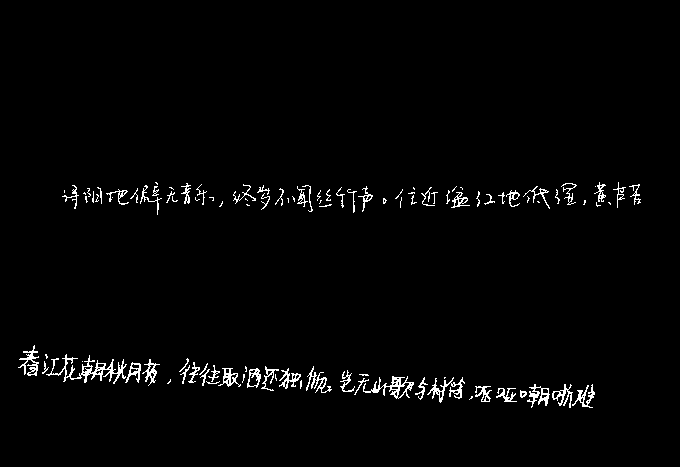 浔阳地僻无音乐，终岁不闻丝竹声。住近湓江地低湿，黄芦苦
春江花朝秋月夜，往往取酒还独倾。岂无山歌与村笛，呕哑嘲哳难